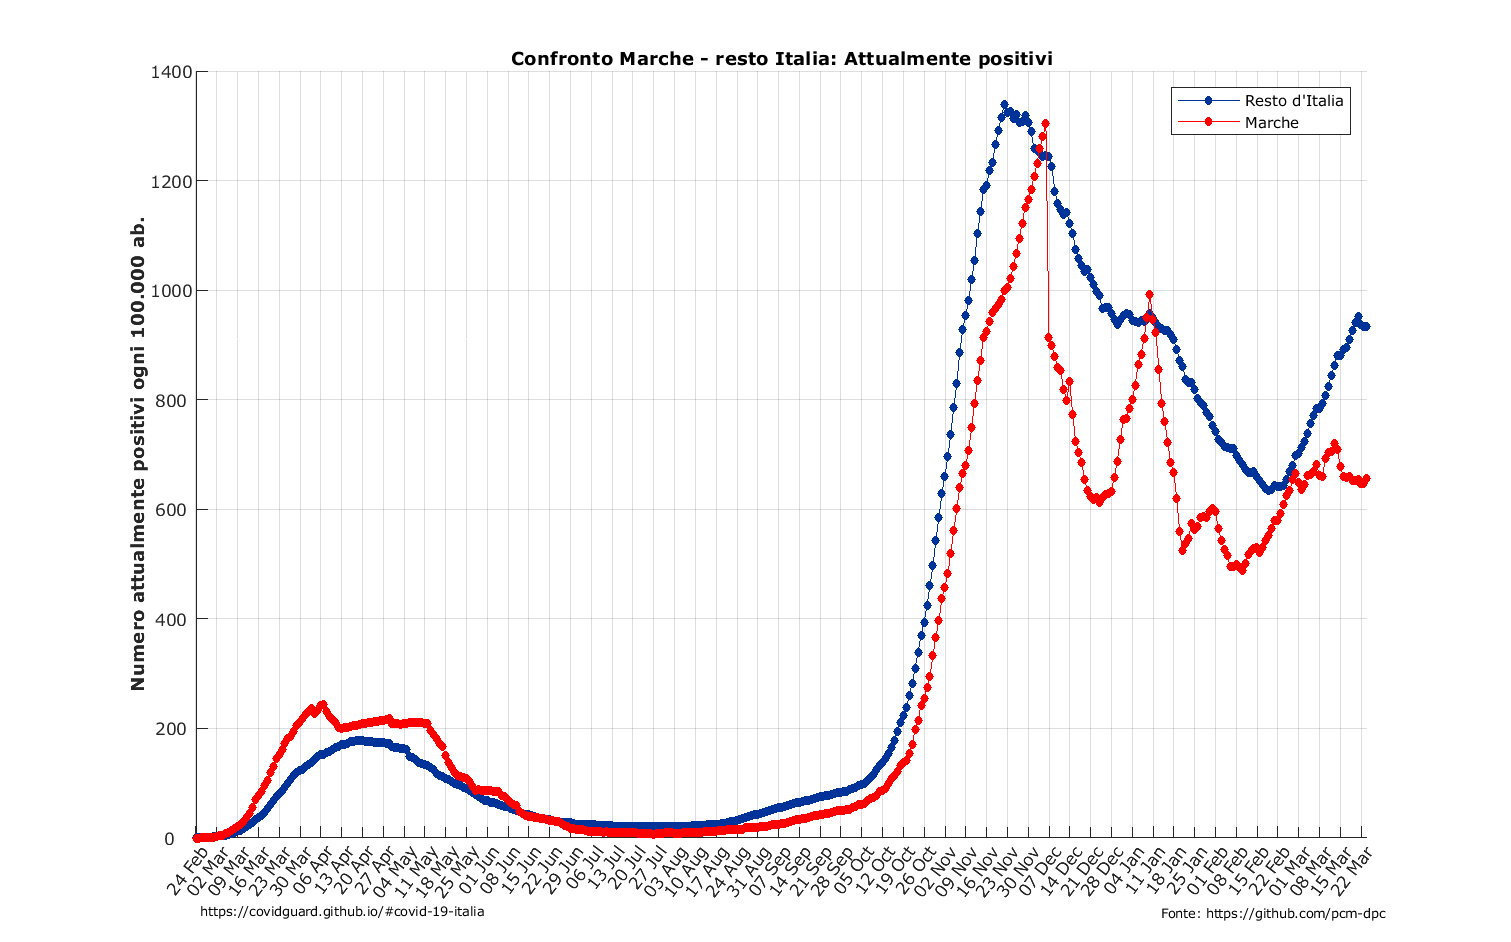 Confronto Marche - resto Italia: Attualmente positivi
Numero attualmente positivi ogni 100.000 ab.
1400
1200
1000
800
600
400
200
0
Resto d'Italia
Marche
24 Feb
02 Mar
09 Mar
16 Mar
23 Mar
30 Mar
06 Apr
13 Apr
20 Apr
27 Apr
04 May
11 May
18 May
25 May
01 Jun
08 Jun
15 Jun
22 Jun
29 Jun
06 Jul
13 Jul
20 Jul
27 Jul
03 Aug
10 Aug
17 Aug
24 Aug
31 Aug
07 Sep
14 Sep
21 Sep
28 Sep
05 Oct
12 Oct
19 Oct
26 Oct
02 Nov
09 Nov
16 Nov
23 Nov
30 Nov
07 Dec
14 Dec
21 Dec
28 Dec
04 Jan
11 Jan
18 Jan
25 Jan
01 Feb
08 Feb
15 Feb
22 Feb
01 Mar
08 Mar
15 Mar
22 Mar
https://covidguard.github.io/#covid-19-italia
Fonte: https://github.com/pcm-dpc